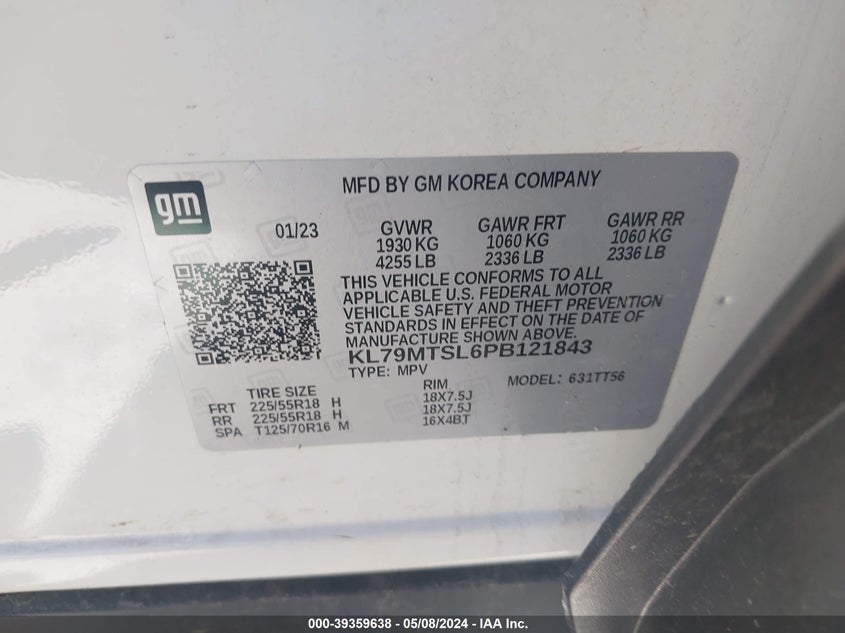 gm
MFD BY GM KOREA COMPANY
01/23 GVWR GAWR FRT GAWR RR
1930 KG 1060 KG 1060 KG
4255 LB 2336 LB 2336 LB
THIS VEHICLE CONFORMS TO ALL
APPLICABLE U.S. FEDERAL MOTOR
VEHICLE SAFETY AND THEFT PREVENTION
STANDARDS IN EFFECT ON THE DATE OF
MANUFACTURE SHOWN ABOVE.
KL79MTSL6PB121843
TYPE: MPV MODEL: 631TT56
TIRE SIZE RIM
FRT 225/55R18 H 18X7.5J
RR 225/55R18 H 18X7.5J
SPA T125/70R16 M 16X4BT
000-39359638 - 05/08/2024 - IAA Inc.